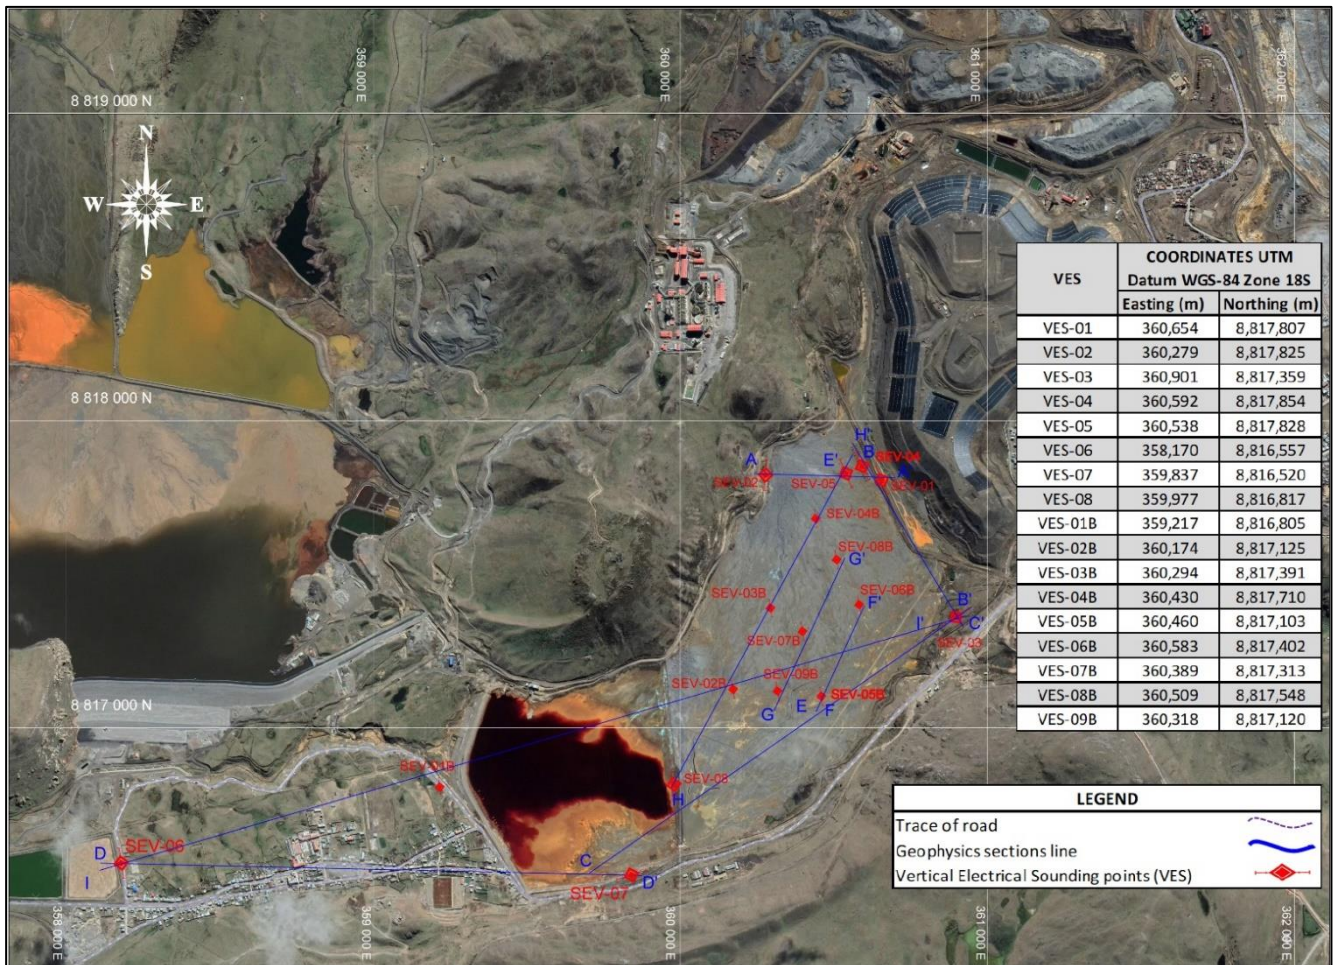 359 000 E
360 000 E
361 000 E
362 000 E
8 819 000 N
N
W
E
S
VES
COORDINATES UTM
Datum WGS-84 Zone 18S
Easting (m) Northing (m)
VES-01 360,654 8,817,807
VES-02 360,279 8,817,825
VES-03 360,901 8,817,359
VES-04 360,592 8,817,854
VES-05 360,538 8,817,828
VES-06 358,170 8,816,557
VES-07 359,837 8,816,520
VES-08 359,977 8,816,817
VES-01B 359,217 8,816,805
VES-02B 360,174 8,817,125
VES-03B 360,294 8,817,391
VES-04B 360,430 8,817,710
VES-05B 360,460 8,817,103
VES-06B 360,583 8,817,402
VES-07B 360,389 8,817,313
VES-08B 360,509 8,817,548
VES-09B 360,318 8,817,120
8 818 000 N
H'
A
E'
B
SEV-04
SEV-02
SEV-05
A
SEV-01
SEV-04B
SEV-08B
G'
SEV-03B
SEV-06B
F'
B'
I'
C'
SEV-03
SEV-07B
SEV-02B
SEV-09B
SEV-05B
E
F
G
8 817 000 N
SEV-01B
SEV-08
H
SEV-06
D
I
C
SEV-07
D'
LEGEND
Trace of road
Geophysics sections line
Vertical Electrical Sounding points (VES)
358 000 E
359 000 E
360 000 E
361 000 E
362 000 E